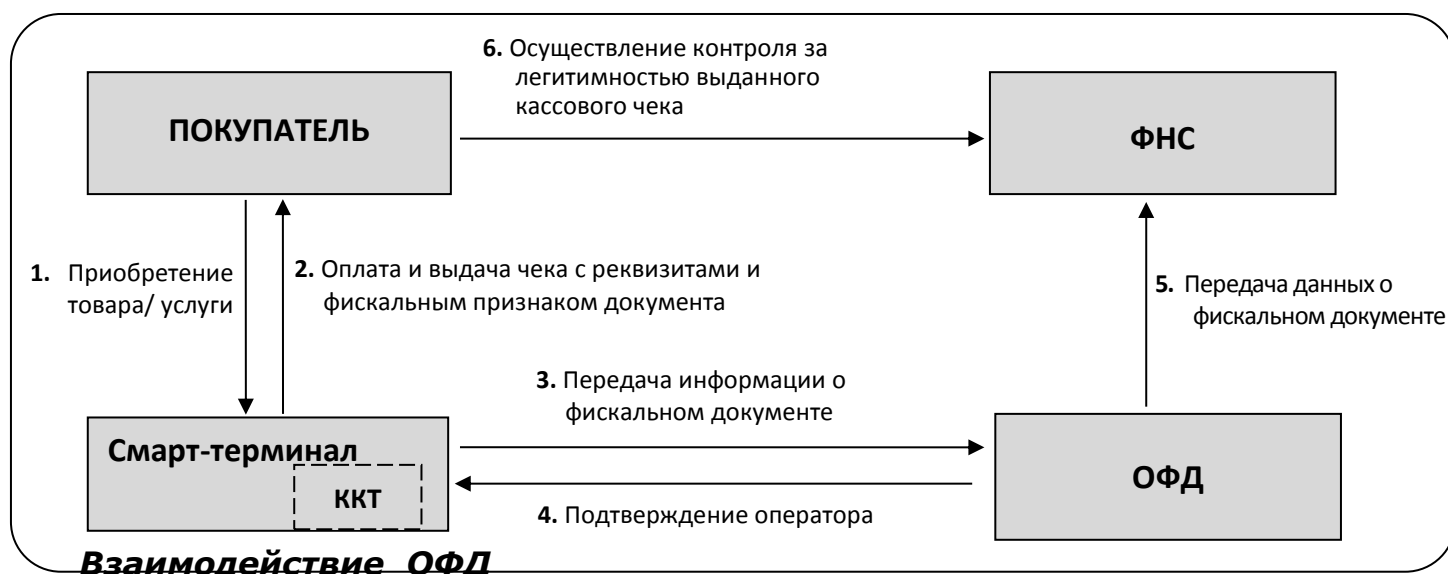 6. Осуществление контроля за
легитимностью выданного
кассового чека
ПОКУПАТЕЛЬ
ФНС
1. Приобретение
товара/ услуги
2. Оплата и выдача чека с реквизитами и
фискальным признаком документа
5. Передача данных о
фискальном документе
3. Передача информации о
фискальном документе
Смарт-терминал
ККТ
ОФД
4. Подтверждение оператора
Взаимодействие ОФД